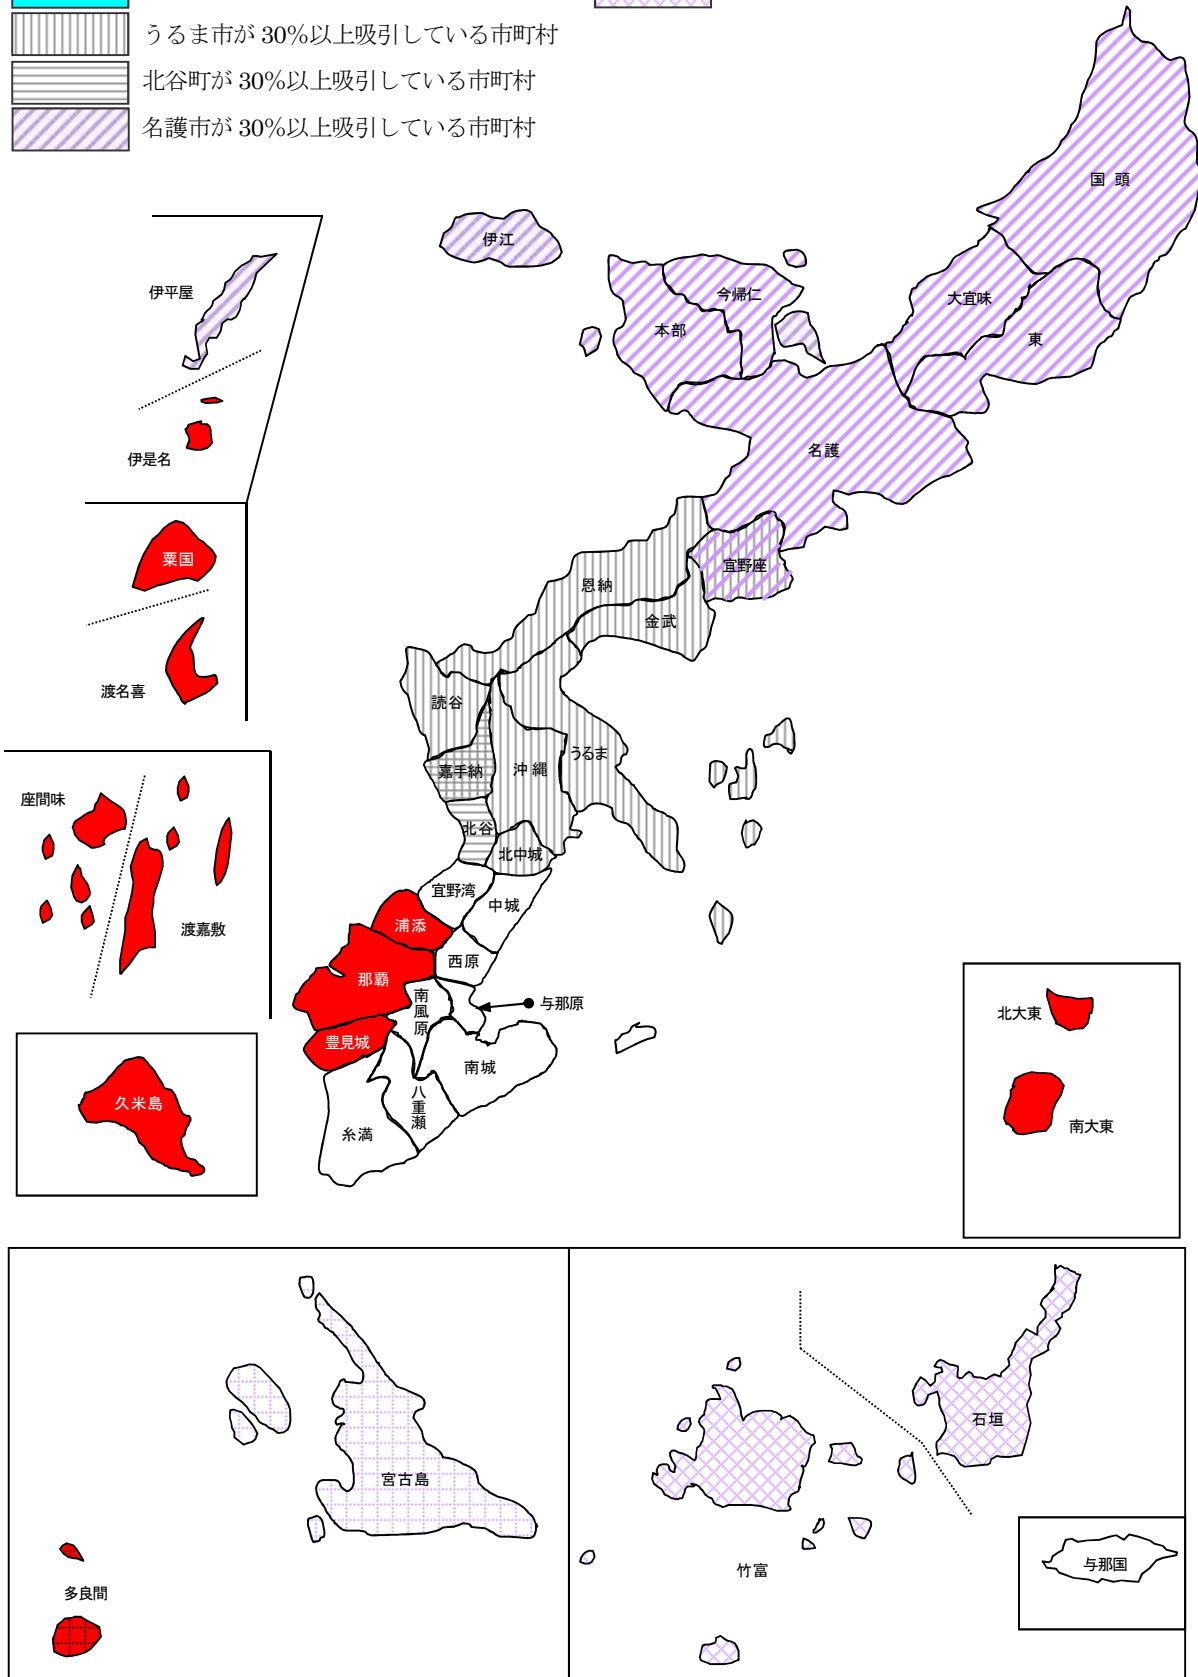 うるま市が 30％以上吸引している市町村
北谷町が 30％以上吸引している市町村
名護市が 30％以上吸引している市町村
国頭
伊江
伊平屋
今帰仁
大宜味
本部
東
名護
伊是名
粟国
宜野座
恩納
金武
渡名喜
読谷
うるま
嘉手納
沖縄
座間味
北谷
北中城
宜野湾
中城
浦添
渡嘉敷
西原
那覇
南風原
与那原
北大東
豊見城
南城
久米島
八重瀬
南大東
糸満
石垣
宮古島
与那国
竹富
多良間